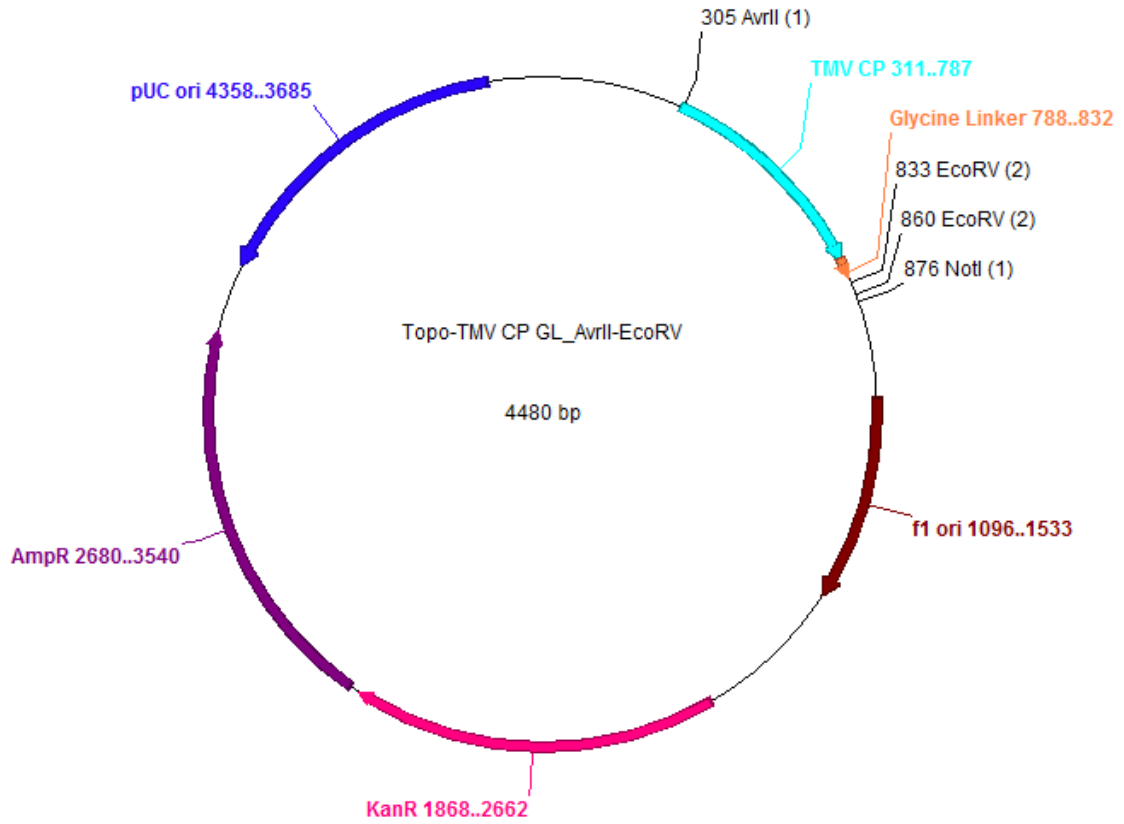 305 AvrII (1)
TMV CP 311..787
pUC ori 4358..3685
Glycine Linker 788..832
833 EcoRV (2)
860 EcoRV (2)
876 NotI (1)
Topo-TMV CP GL_AvrII-EcoRV
4480 bp
f1 ori 1096..1533
AmpR 2680..3540
KanR 1868..2662